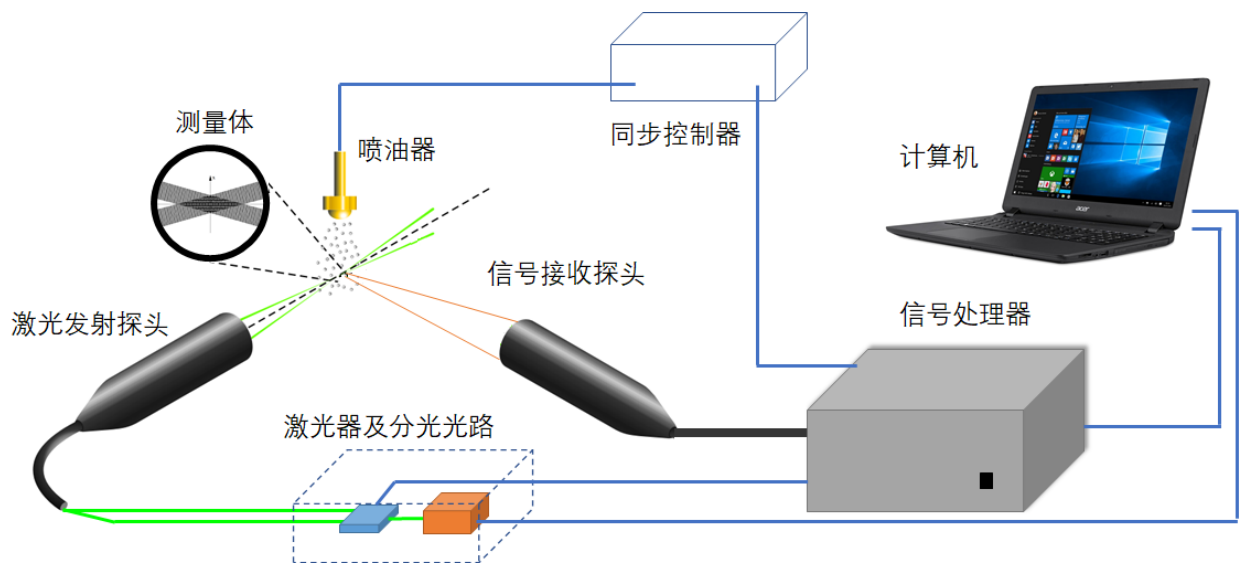 测量体
喷油器
同步控制器
计算机
信号接收探头
激光发射探头
信号处理器
激光器及分光光路
acer